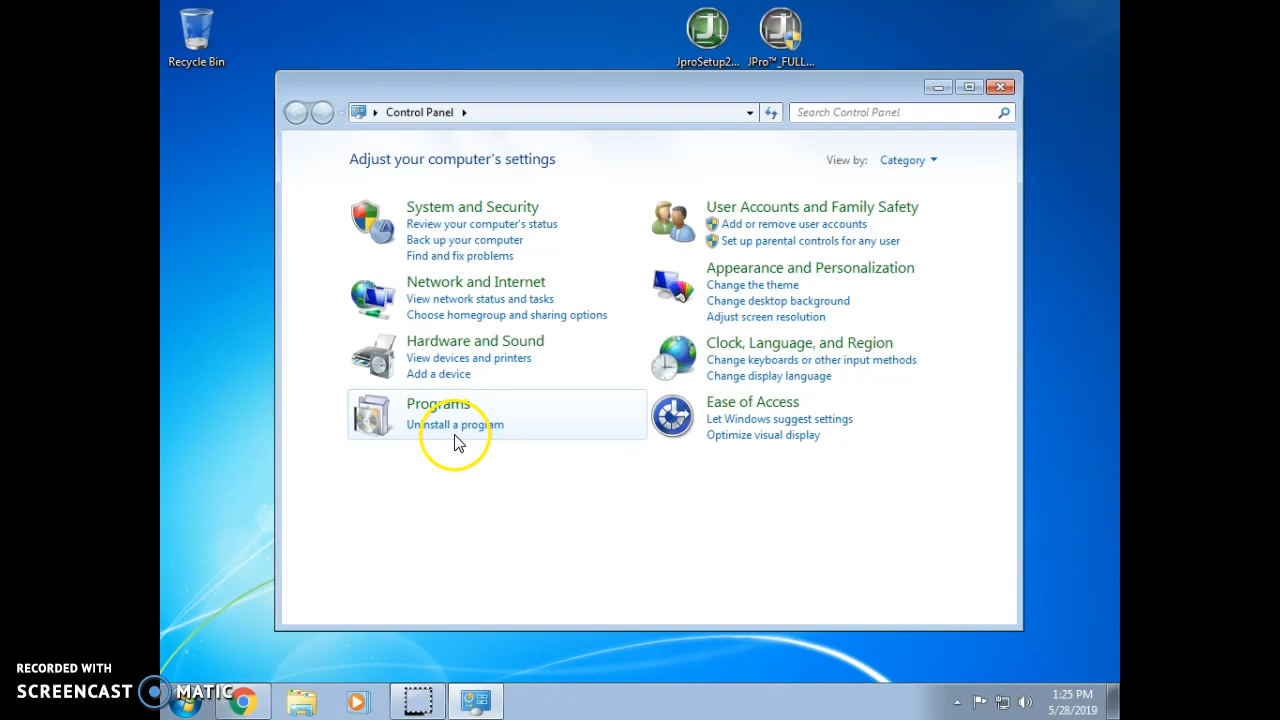 Recycle Bin
JproSetup2...
JPro™_FULL...
Control Panel
Search Control Panel
Adjust your computer's settings
View by: Category
System and Security
Review your computer's status
Back up your computer
Find and fix problems
Network and Internet
View network status and tasks
Choose homegroup and sharing options
Hardware and Sound
View devices and printers
Add a device
Programs
Uninstall a program
User Accounts and Family Safety
Add or remove user accounts
Set up parental controls for any user
Appearance and Personalization
Change the theme
Change desktop background
Adjust screen resolution
Clock, Language, and Region
Change keyboards or other input methods
Change display language
Ease of Access
Let Windows suggest settings
Optimize visual display
RECORDED WITH
SCREENCAST MATIC
1:25 PM
5/28/2019